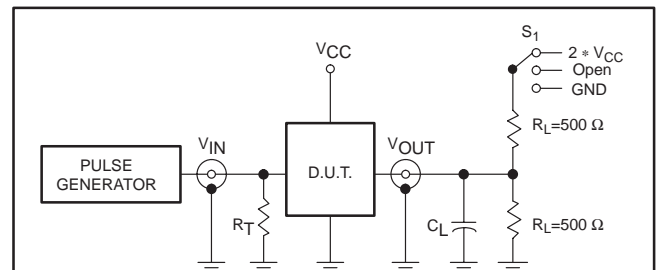 S1
2 * VCC
Open
GND
VCC
RL=500 Ω
VIN
VOUT
PULSE
GENERATOR
D.U.T.
RT
CL
RL=500 Ω